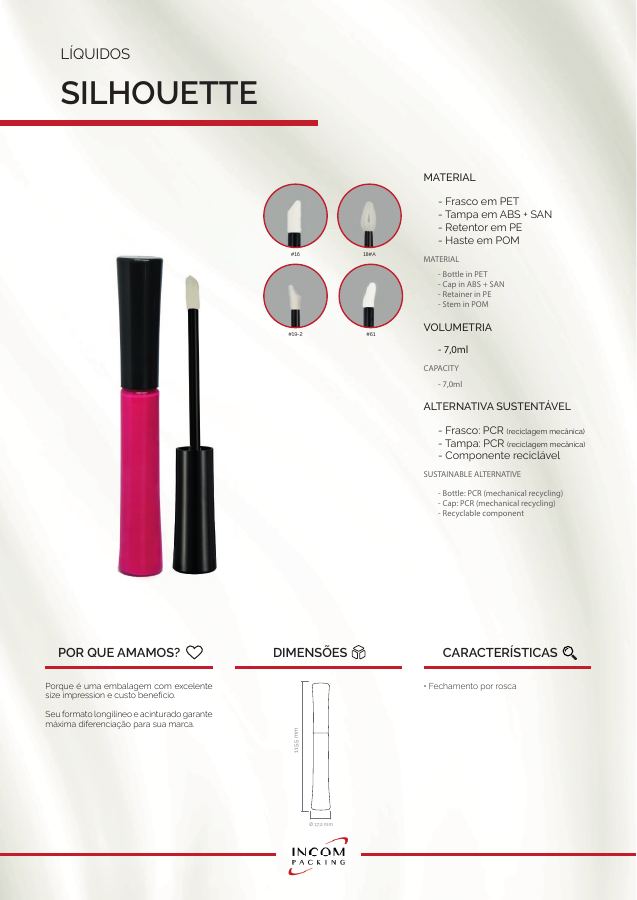 LÍQUIDOS
SILHOUETTE
#16
18#A
#19-2
#61
MATERIAL
- Frasco em PET
- Tampa em ABS + SAN
- Retentor em PE
- Haste em POM
MATERIAL
- Bottle in PET
- Cap in ABS + SAN
- Retainer in PE
- Stem in POM
VOLUMETRIA
- 7,0ml
CAPACITY
- 7,0ml
ALTERNATIVA SUSTENTÁVEL
- Frasco: PCR (reciclagem mecânica)
- Tampa: PCR (reciclagem mecânica)
- Componente reciclável
SUSTAINABLE ALTERNATIVE
- Bottle: PCR (mechanical recycling)
- Cap: PCR (mechanical recycling)
- Recyclable component
POR QUE AMAMOS?
Porque é uma embalagem com excelente
size impression e custo benefício.
Seu formato longilíneo e acinturado garante
máxima diferenciação para sua marca.
DIMENSÕES
Ø 17,2 mm
CARACTERÍSTICAS
• Fechamento por rosca
INCOM
PACKING